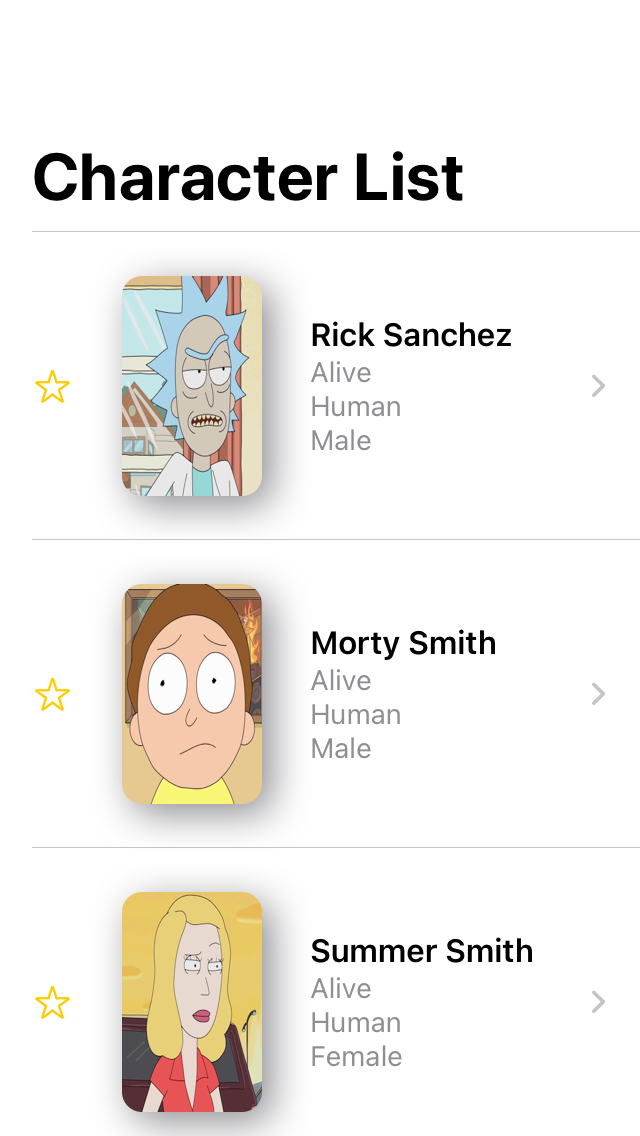 Character List
Rick Sanchez
Alive
Human
Male
Morty Smith
Alive
Human
Male
Summer Smith
Alive
Human
Female